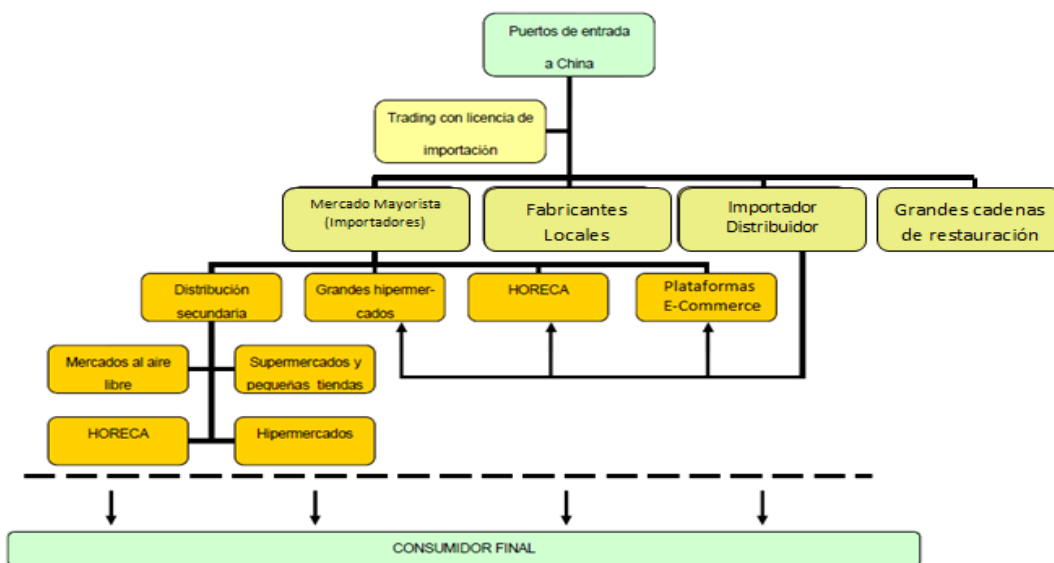 Puertos de entrada
a China
Trading con licencia de
importación
Mercado Mayorista
(Importadores)
Fabricantes
Locales
Importador
Distribuidor
Grandes cadenas
de restauración
Distribución
secundaria
Grandes hipermer-
cados
HORECA
Plataformas
E-Commerce
Mercados al aire
libre
Supermercados y
pequeñas tiendas
HORECA
Hipermercados
CONSUMIDOR FINAL